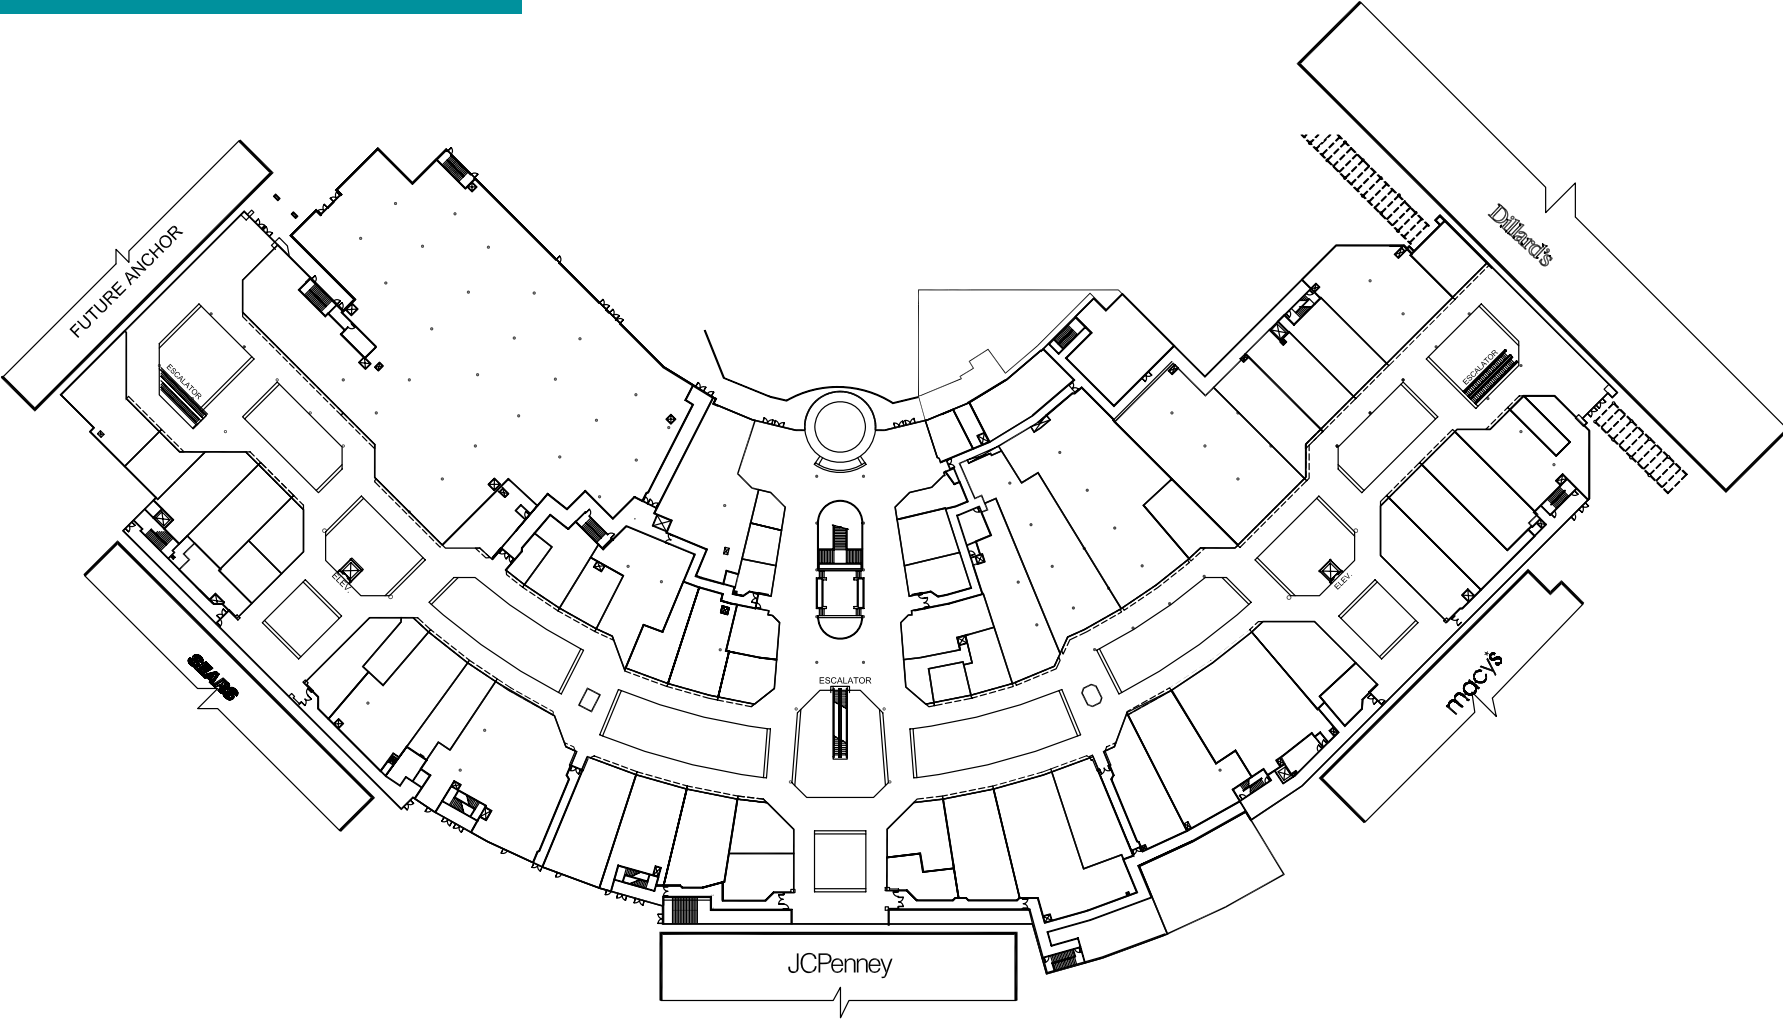 Dillard's
FUTURE ANCHOR
ESCALATOR
ESCALATOR
ELEV.
ELEV.
SEARS
macy's
ESCALATOR
JCPenney